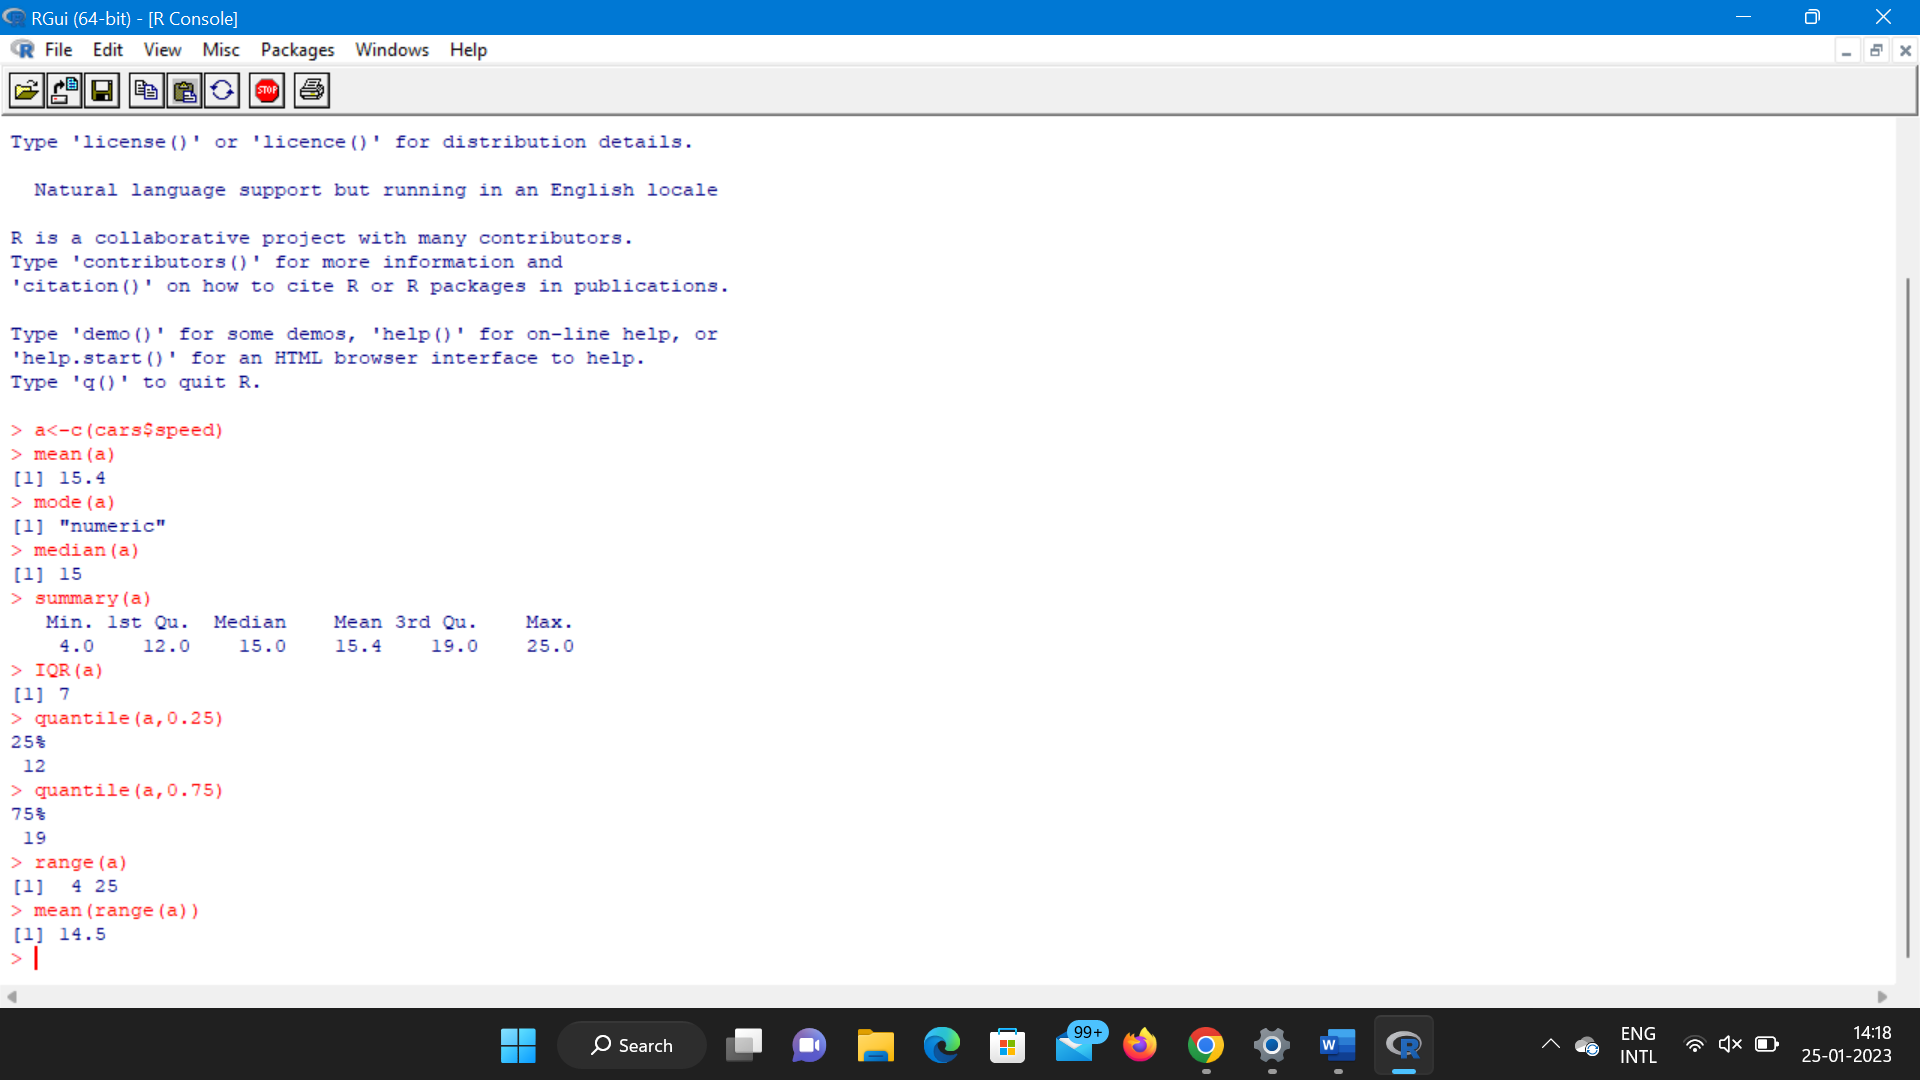 RGui (64-bit) - [R Console]
File Edit View Misc Packages Windows Help
STOP
Type 'license()' or 'licence()' for distribution details.
Natural language support but running in an English locale
R is a collaborative project with many contributors.
Type 'contributors()' for more information and
'citation()' on how to cite R or R packages in publications.
Type 'demo()' for some demos, 'help()' for on-line help, or
'help.start()' for an HTML browser interface to help.
Type 'q()' to quit R.
> a<-c(cars$speed)
> mean(a)
[1] 15.4
> mode(a)
[1] "numeric"
> median(a)
[1] 15
> summary(a)
Min. 1st Qu. Median Mean 3rd Qu. Max.
4.0 12.0 15.0 15.4 19.0 25.0
> IQR(a)
[1] 7
> quantile(a,0.25)
25%
12
> quantile(a,0.75)
75%
19
> range(a)
[1] 4 25
> mean(range(a))
[1] 14.5
>
Search
99+
W
R
ENG
INTL
14:18
25-01-2023